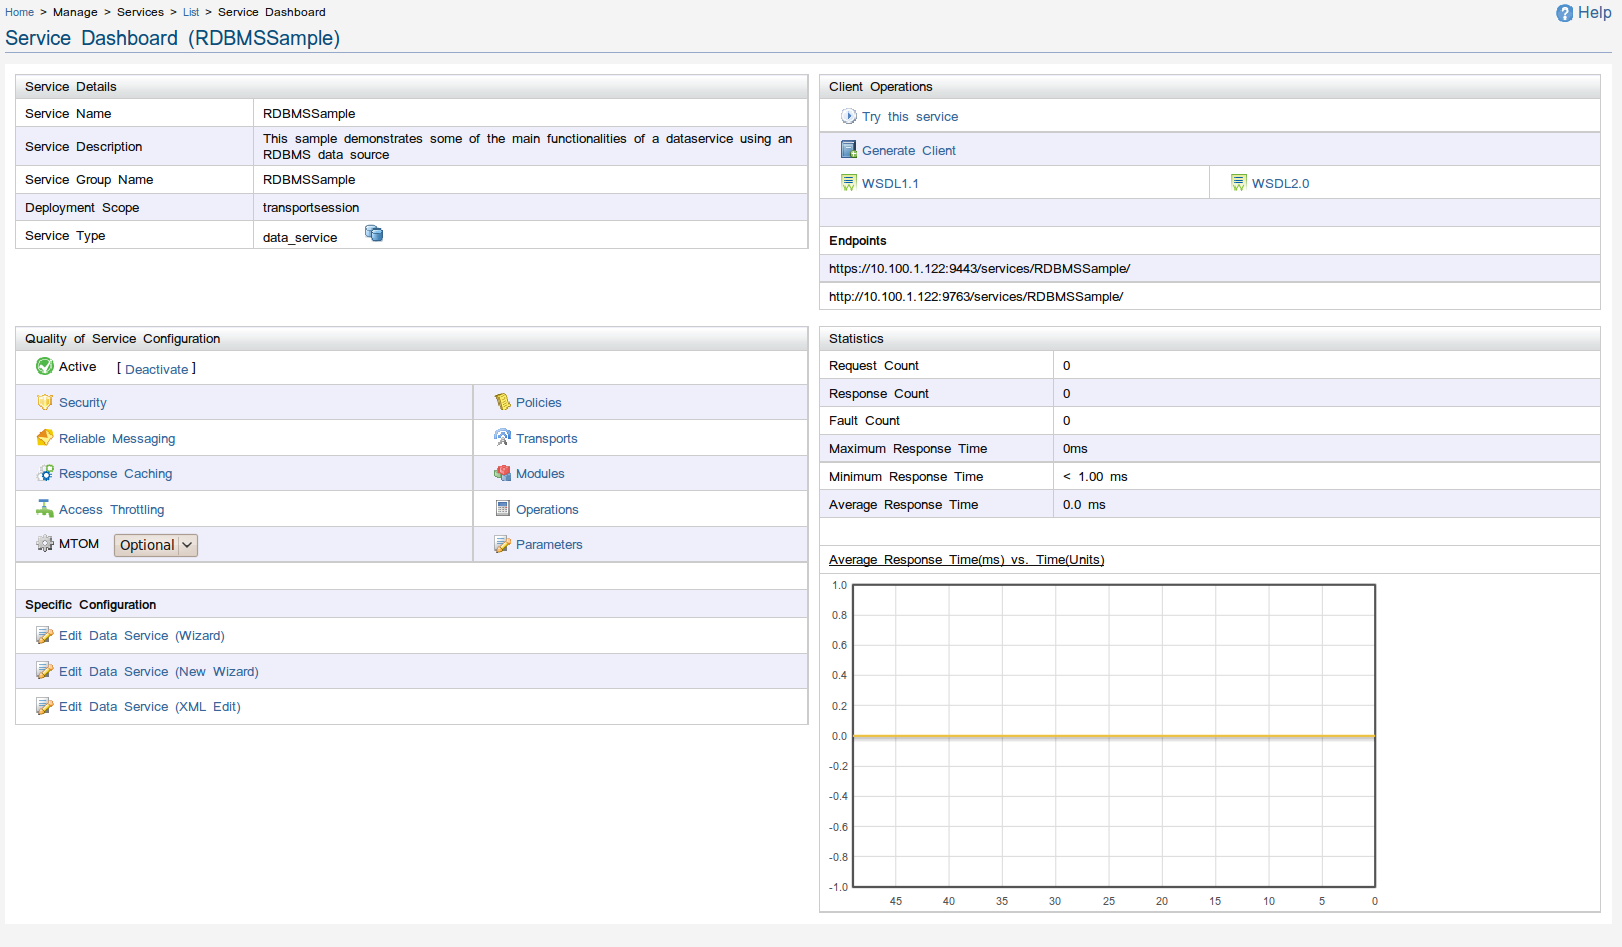 Home > Manage > Services > List > Service Dashboard
Help
Service Dashboard (RDBMSSample)
Service Details
Service Name RDBMSSample
Service Description This sample demonstrates some of the main functionalities of a dataservice using an
RDBMS data source
Service Group Name RDBMSSample
Deployment Scope transportsession
Service Type data_service
Client Operations
Try this service
Generate Client
WSDL1.1 WSDL2.0
Endpoints
https://10.100.1.122:9443/services/RDBMSSample/
http://10.100.1.122:9763/services/RDBMSSample/
Quality of Service Configuration
Active [ Deactivate ]
Security Policies
Reliable Messaging Transports
Response Caching Modules
Access Throttling Operations
MTOM Optional Parameters
Specific Configuration
Edit Data Service (Wizard)
Edit Data Service (New Wizard)
Edit Data Service (XML Edit)
Statistics
Request Count 0
Response Count 0
Fault Count 0
Maximum Response Time 0ms
Minimum Response Time < 1.00 ms
Average Response Time 0.0 ms
Average Response Time(ms) vs. Time(Units)
1.0
0.8
0.6
0.4
0.2
0.0
-0.2
-0.4
-0.6
-0.8
-1.0
45 40 35 30 25 20 15 10 5 0